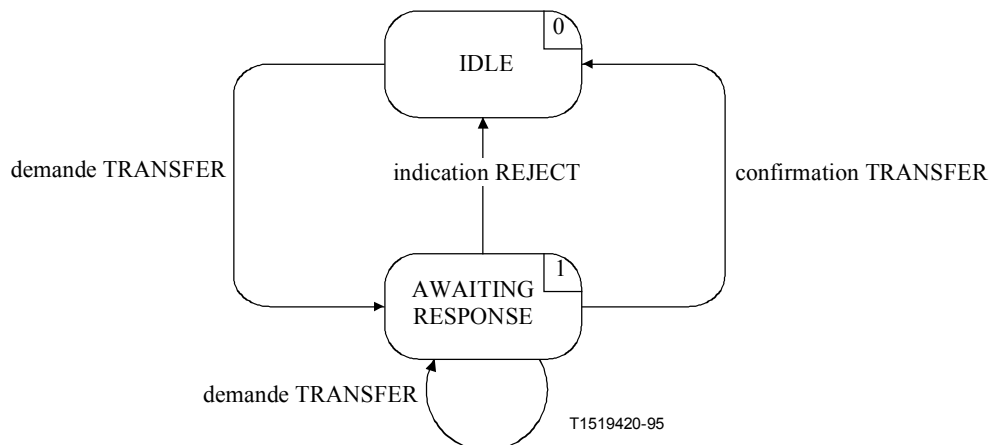 0
IDLE
demande TRANSFER
indication REJECT
confirmation TRANSFER
1
AWAITING
RESPONSE
demande TRANSFER
T1519420-95